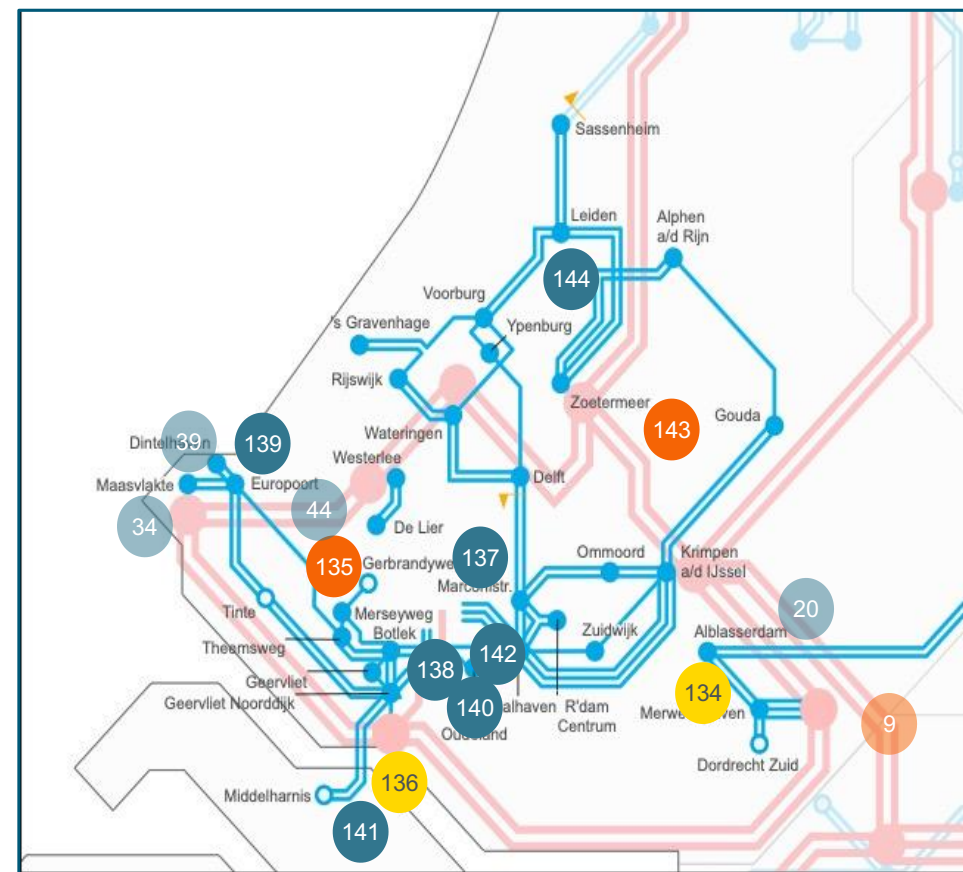 Sassenheim
Leiden
Alphen
a/d Rijn
144
Voorburg
Ypenburg
's Gravenhage
Rijswijk
Zoetermeer
143
Gouda
Wateringen
39
139
Westerlee
Delft
Maasvlakte
Europoort
44
34
De Lier
137
Ommoord
Krimpen
a/d IJssel
135
20
Merseyweg
Tinte
Botlek
Zuidwijk
Alblasserdam
Theemsweg
142
138
Geervliet
134
Geervliet Noorddijk
140
R'dam
Centrum
9
Dordrecht Zuid
136
Middelharnis
141